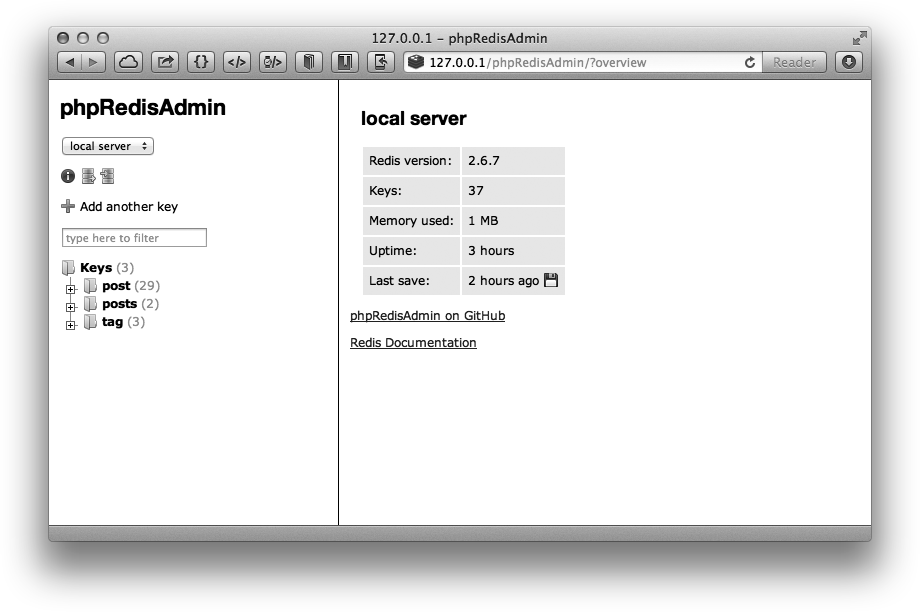 127.0.0.1 – phpRedisAdmin
{} </> </>
127.0.0.1/phpRedisAdmin/?overview
Reader
phpRedisAdmin
local server
Add another key
type here to filter
Keys (3)
post (29)
posts (2)
tag (3)
local server
Redis version: 2.6.7
Keys: 37
Memory used: 1 MB
Uptime: 3 hours
Last save: 2 hours ago
phpRedisAdmin on GitHub
Redis Documentation